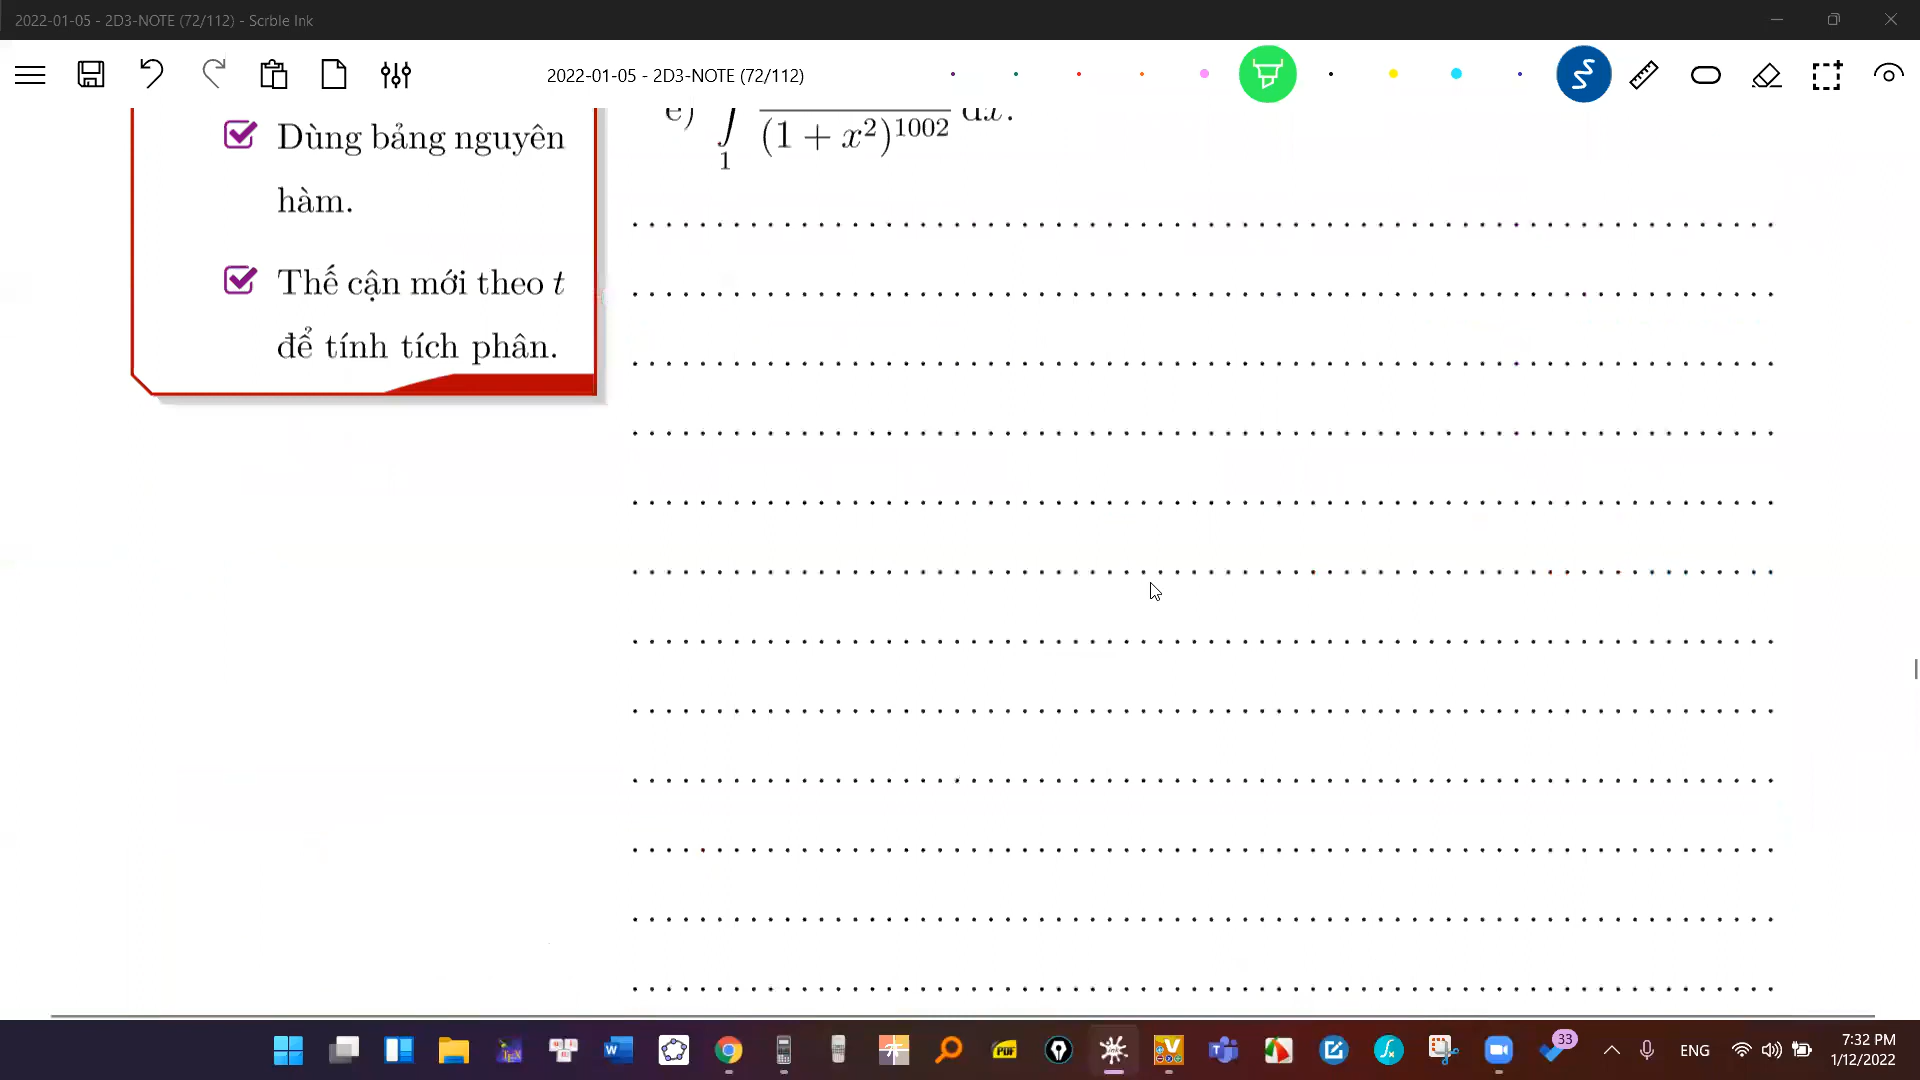 2022-01-05 - 2D3-NOTE (72/112) - Scrble Ink
2022-01-05 - 2D3-NOTE (72/112)
Dùng bảng nguyên
hàm.
Thế cận mới theo t
để tính tích phân.
e) ∫ 1 (1 + x²)¹⁰⁰² dx.
33
ENG
7:32 PM
1/12/2022